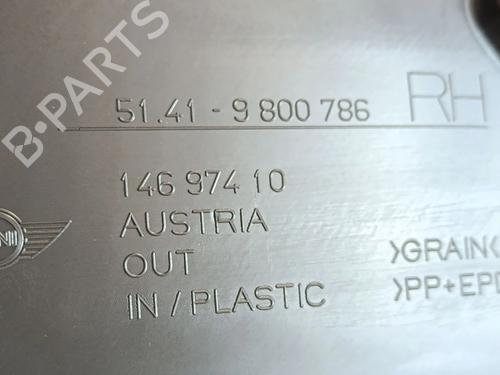 B-PARTS
51.41 - 9 800 786 RH
146 974 10
AUSTRIA
OUT >GRAIN<
IN / PLASTIC >PP+EPD